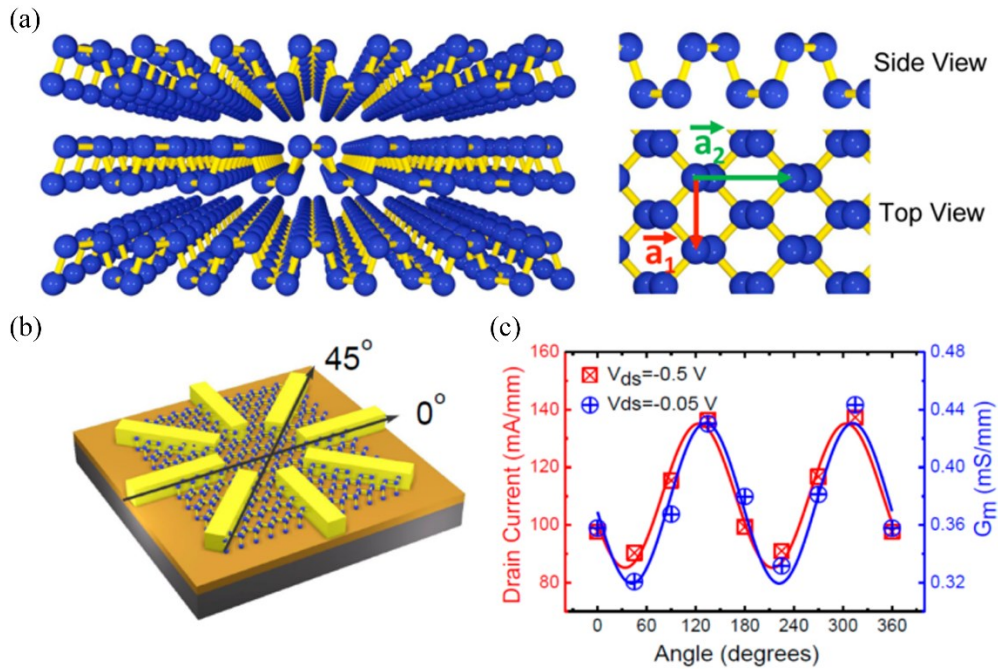 (a)
Side View
a₂
a₁
Top View
(b)
45°
0°
(c)
160
140
120
100
80
Drain Current (mA/mm)
V_ds=-0.5 V
Vds=-0.05 V
0.48
0.44
0.40
0.36
0.32
Gm (mS/mm)
0 60 120 180 240 300 360
Angle (degrees)